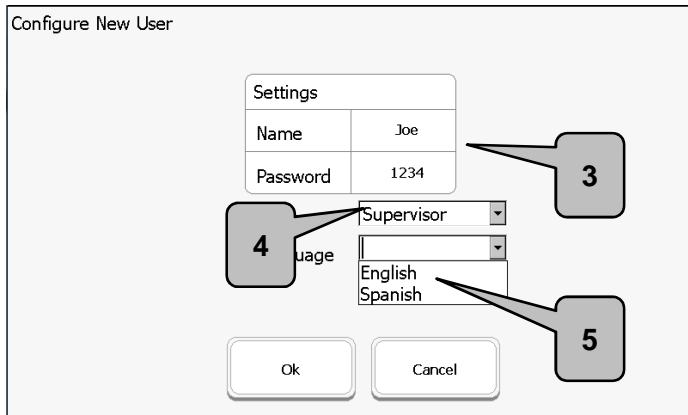 Configure New User
Settings
Name Joe
Password 1234
3
Supervisor
4
uage
English
Spanish
5
Ok Cancel